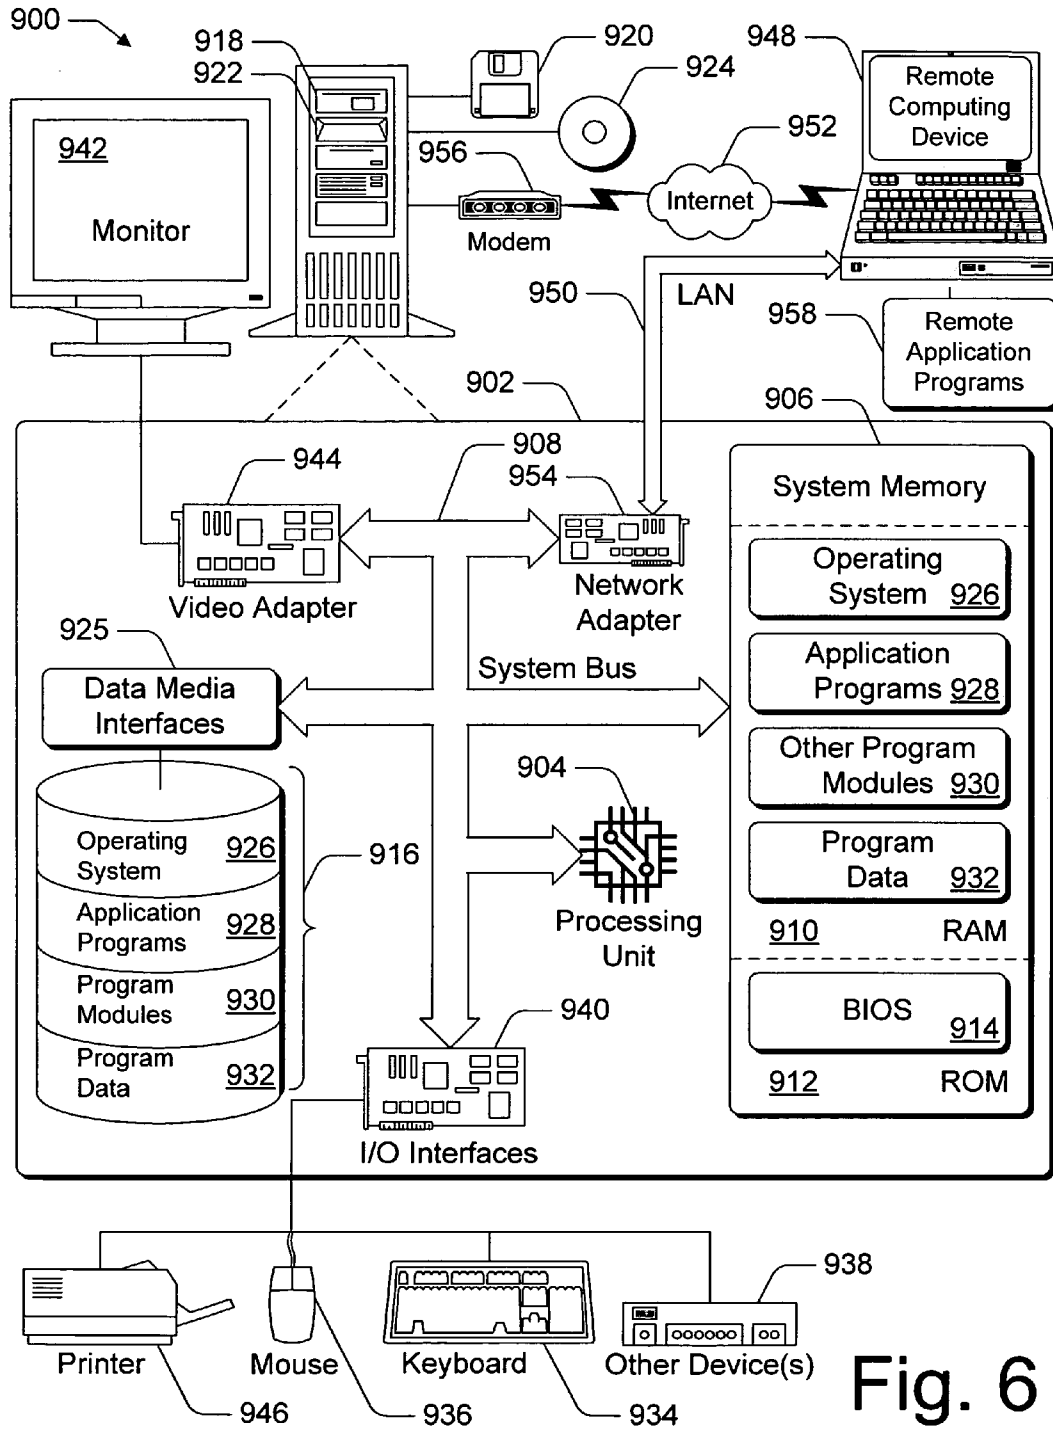 900
918
922
920
924
948
Remote
Computing
Device
942
Monitor
956
Modem
952
Internet
950
LAN
958
Remote
Application
Programs
902
906
908
944
954
Video Adapter
Network
Adapter
System Memory
Operating
System 926
Application
Programs 928
Other Program
Modules 930
Program
Data 932
910 RAM
BIOS 914
912 ROM
925
Data Media
Interfaces
System Bus
904
Processing
Unit
Operating
System 926
Application
Programs 928
Program
Modules 930
Program
Data 932
916
940
I/O Interfaces
938
Printer
Mouse
Keyboard
Other Device(s)
946
936
934
Fig. 6